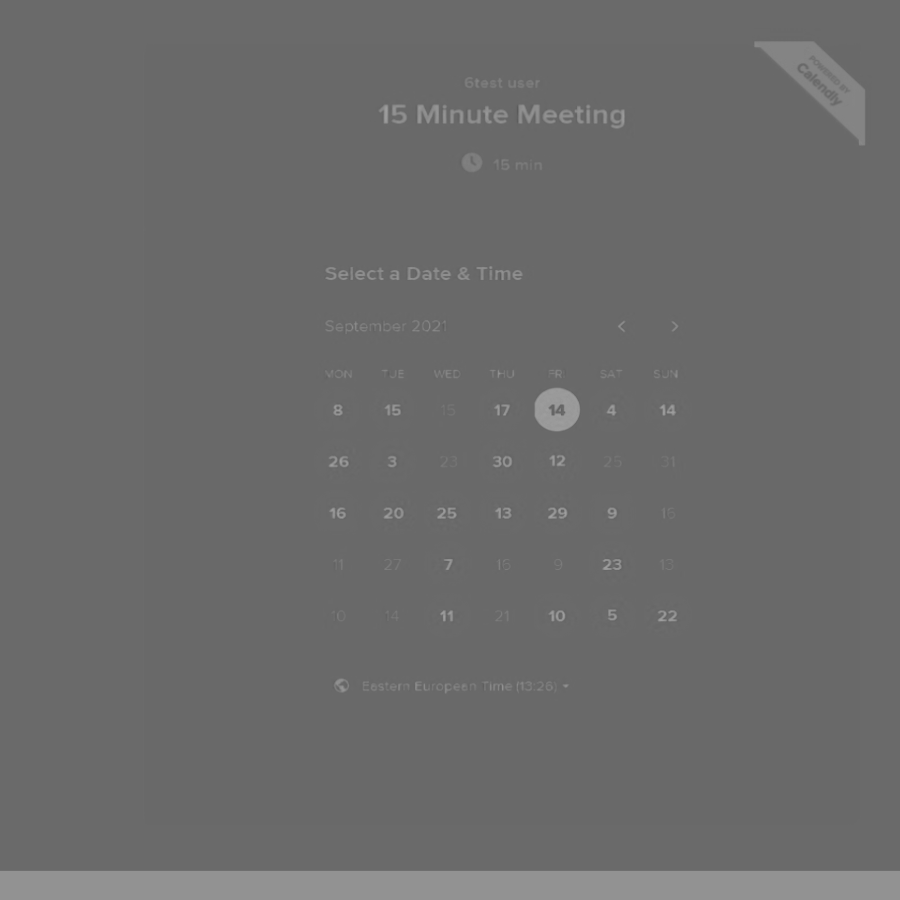 POWERED BY
Calendly
6test user
15 Minute Meeting
15 min
Select a Date & Time
September 2021
MON TUE WED THU FRI SAT SUN
8 15 15 17 14 4 14
26 3 23 30 12 25 31
16 20 25 13 29 9 15
11 27 7 16 9 23 13
10 14 11 21 10 5 22
Eastern European Time (13:26)